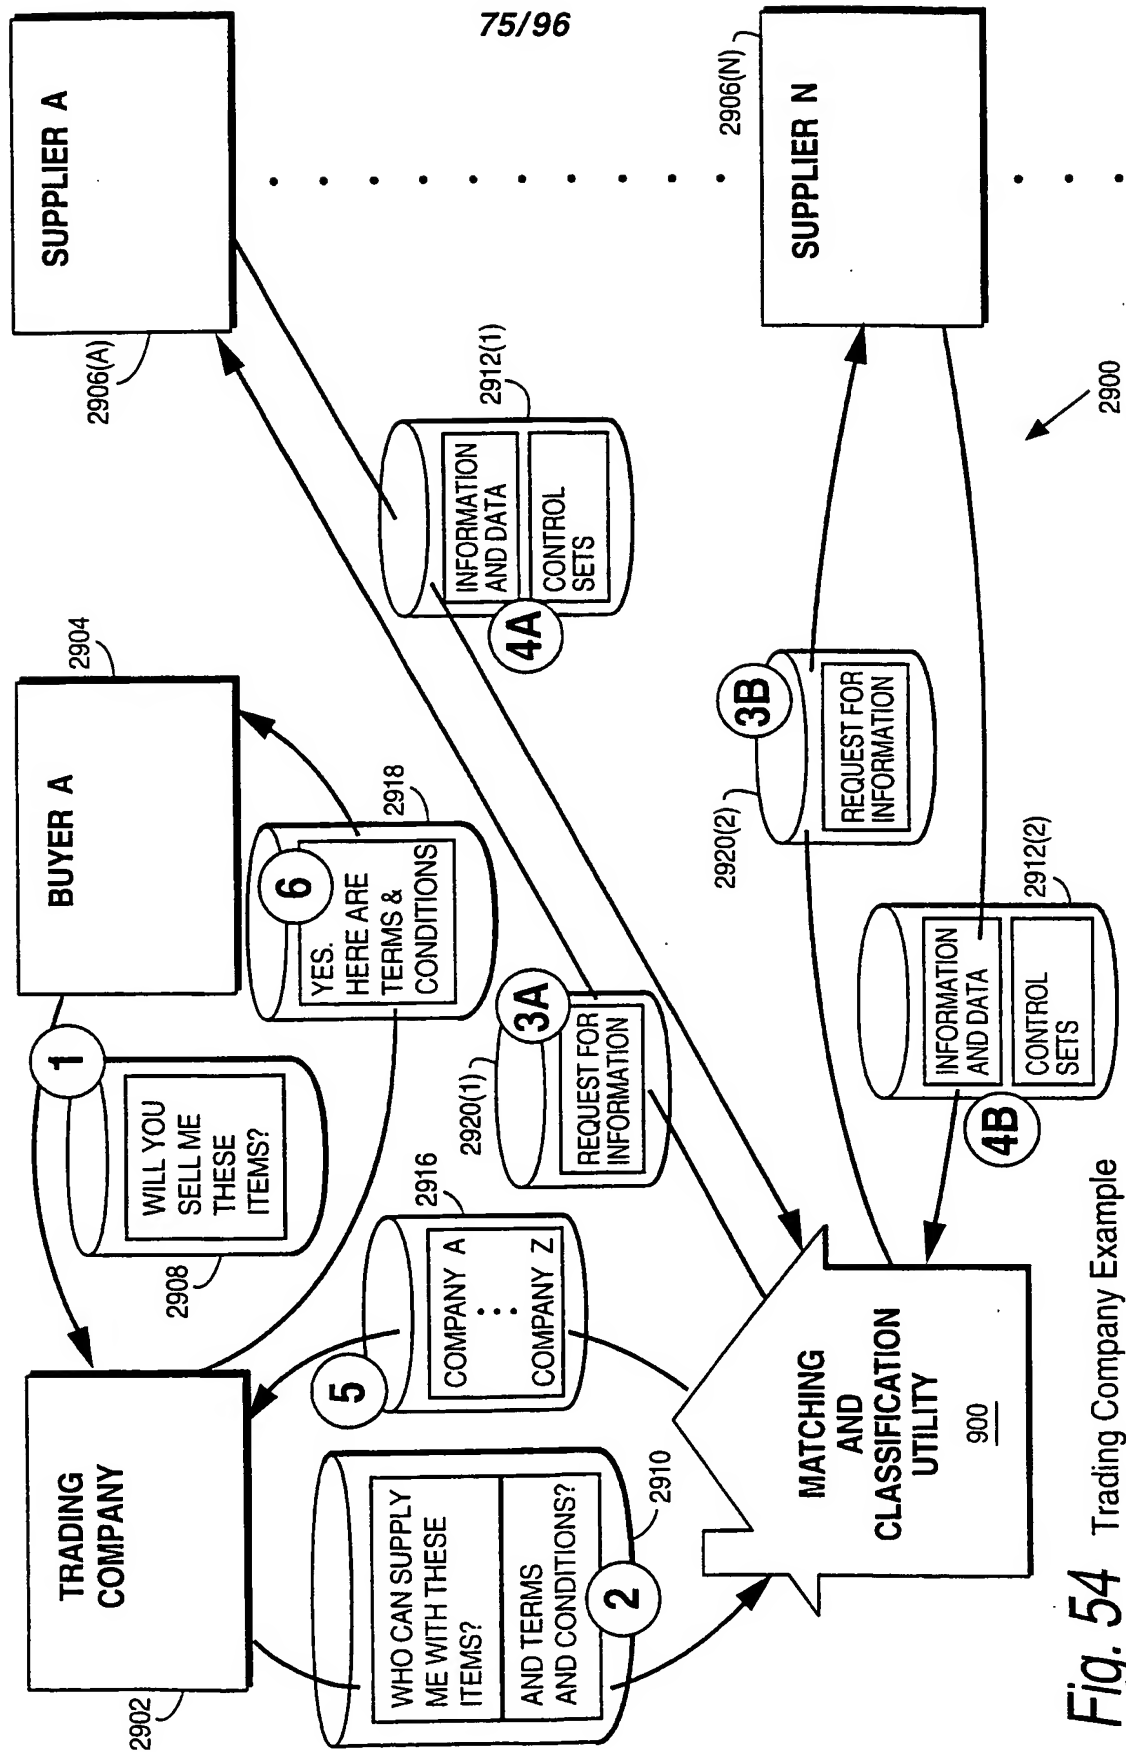 75/96
TRADING
COMPANY
2902
BUYER A
2904
SUPPLIER A
2906(A)
1
WILL YOU
SELL ME
THESE
ITEMS?
2908
6
YES.
HERE ARE
TERMS &
CONDITIONS
2918
WHO CAN SUPPLY
ME WITH THESE
ITEMS?
AND TERMS
AND CONDITIONS?
2
2910
5
COMPANY A
COMPANY Z
2916
3A
REQUEST FOR
INFORMATION
2920(1)
4A
INFORMATION
AND DATA
CONTROL
SETS
2912(1)
MATCHING
AND
CLASSIFICATION
UTILITY
900
3B
REQUEST FOR
INFORMATION
2920(2)
4B
INFORMATION
AND DATA
CONTROL
SETS
2912(2)
SUPPLIER N
2906(N)
2900
Fig. 54 Trading Company Example